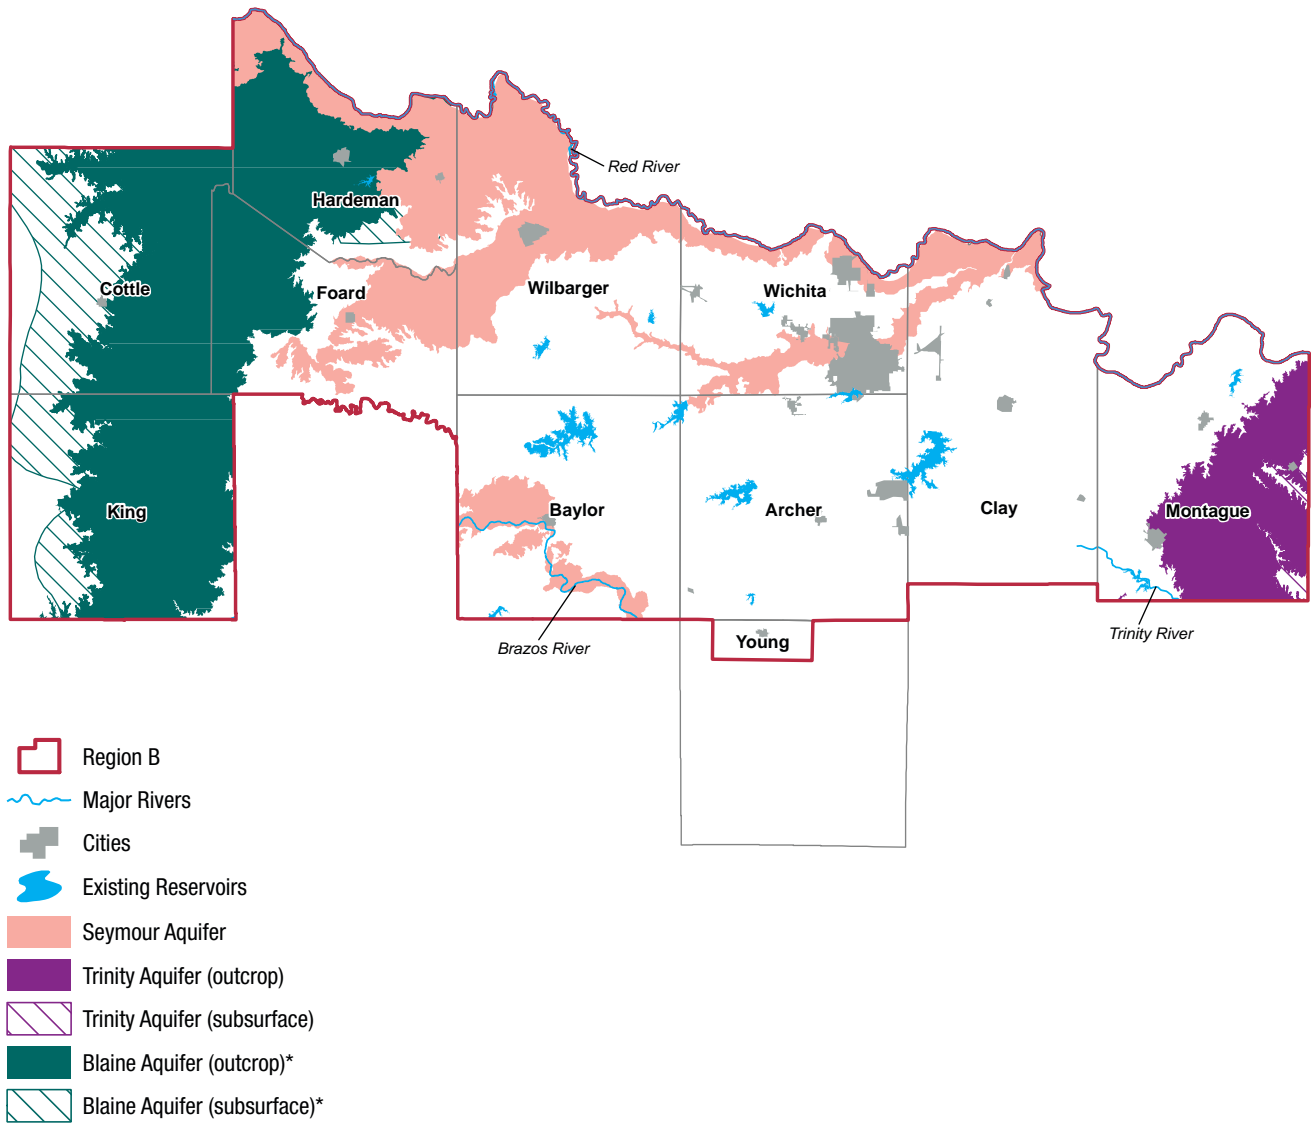 Red River
Hardeman
Cottle
Foard
Wilbarger
Wichita
King
Baylor
Archer
Clay
Montague
Young
Brazos River
Trinity River
Region B
Major Rivers
Cities
Existing Reservoirs
Seymour Aquifer
Trinity Aquifer (outcrop)
Trinity Aquifer (subsurface)
Blaine Aquifer (outcrop)*
Blaine Aquifer (subsurface)*